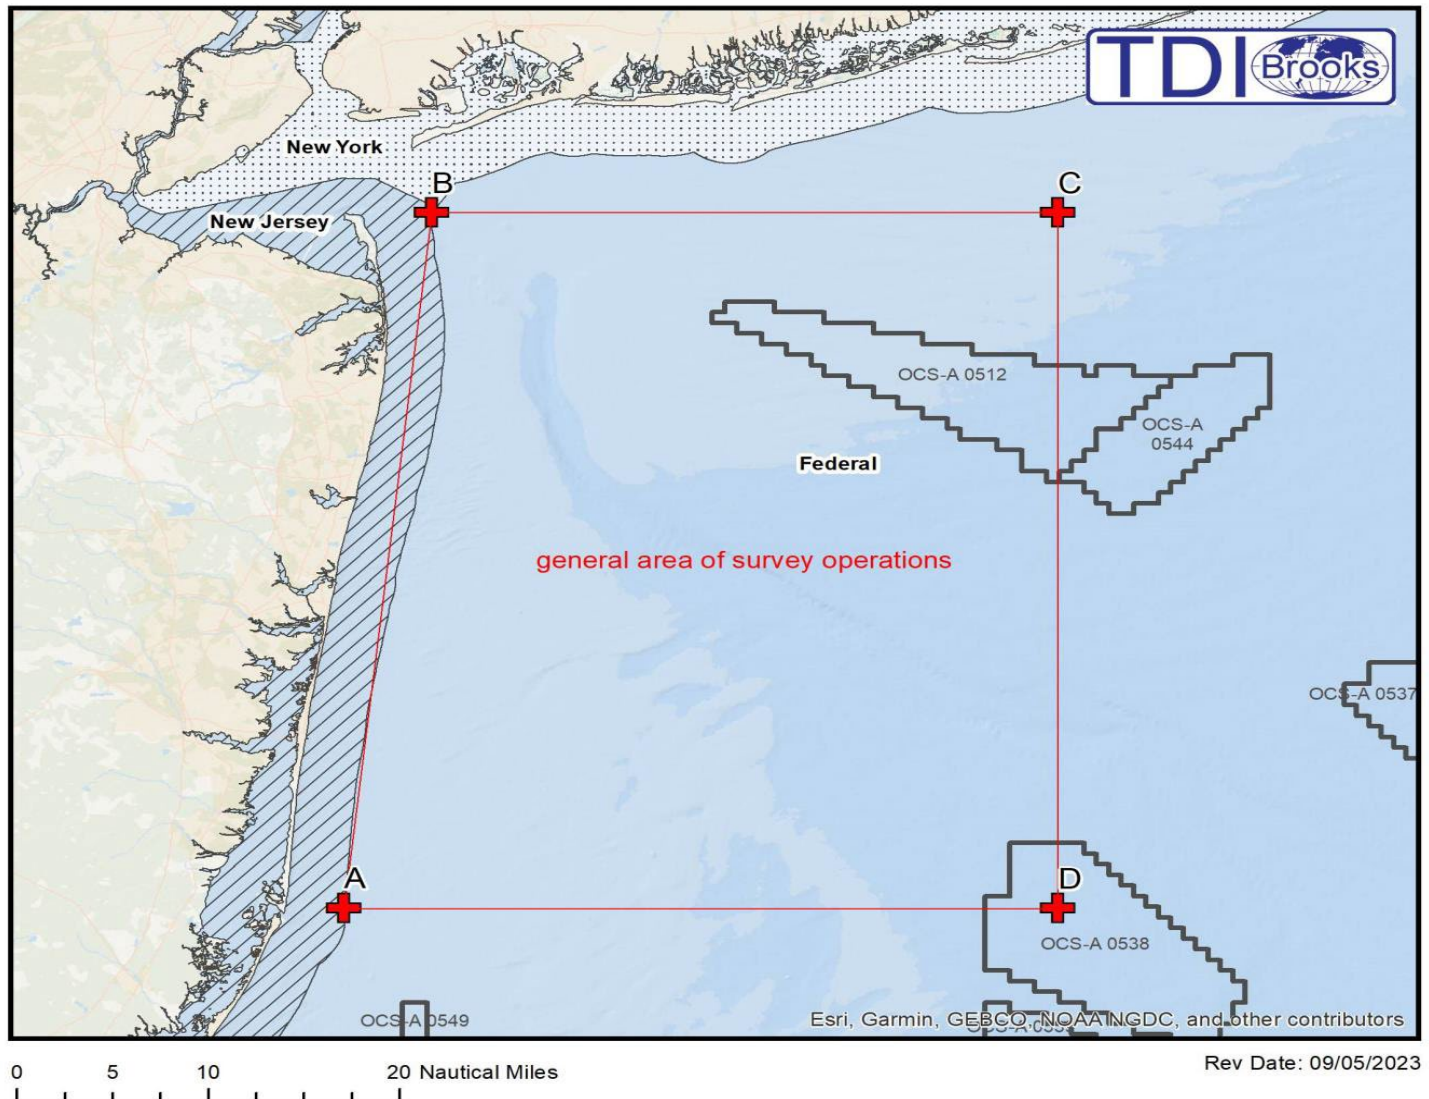 TDI Brooks
New York
B
C
New Jersey
OCS-A 0512
OCS-A
0544
Federal
general area of survey operations
OCS-A 0537
A
D
OCS-A 0538
OCS-A 0549
Esri, Garmin, GEBCO, NOAA NGDC, and other contributors
0 5 10 20 Nautical Miles
Rev Date: 09/05/2023